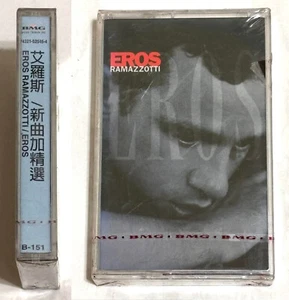 BMG
艾羅斯 / 新曲加精選
EROS RAMAZZOTTI / EROS
B-151
EROS
RAMAZZOTTI
EROS
MG • BMG • BMG • BMG •